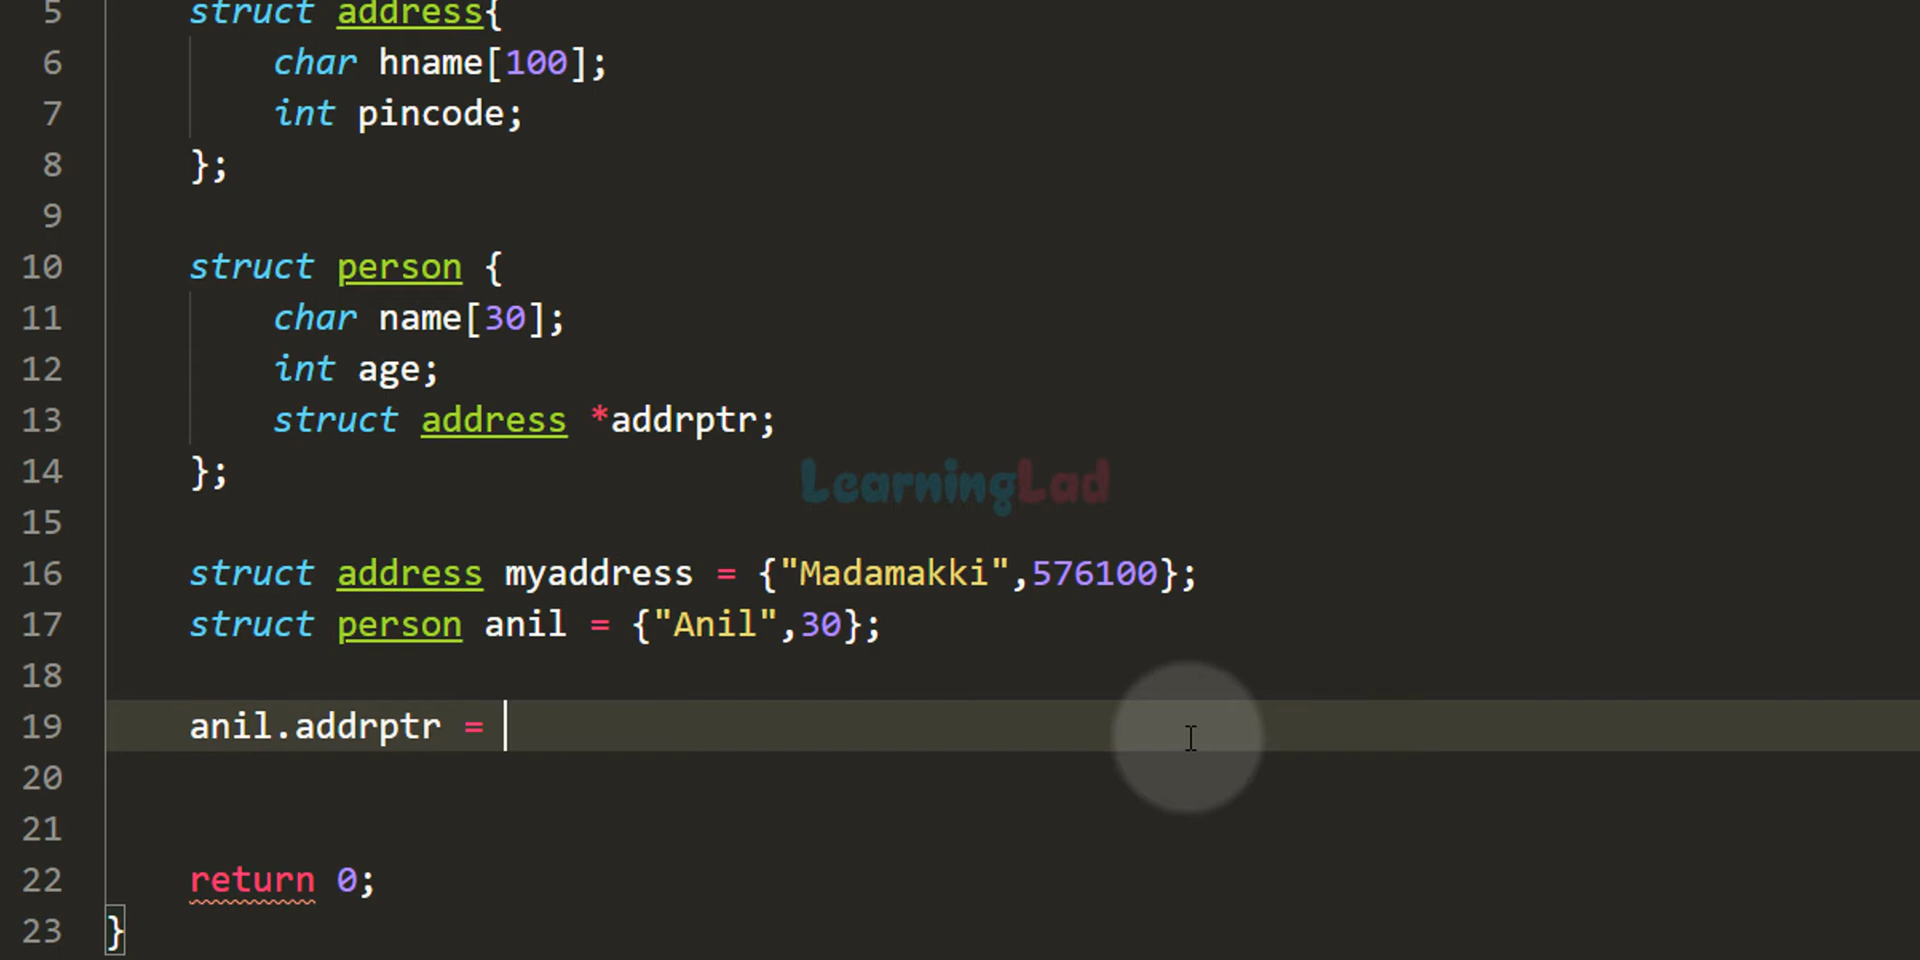 5 struct address{
6 char hname[100];
7 int pincode;
8 };
9
10 struct person {
11 char name[30];
12 int age;
13 struct address *addrptr;
14 };
LearningLad
15
16 struct address myaddress = {"Madamakki",576100};
17 struct person anil = {"Anil",30};
18
19 anil.addrptr =
20
21
22 return 0;
23 }